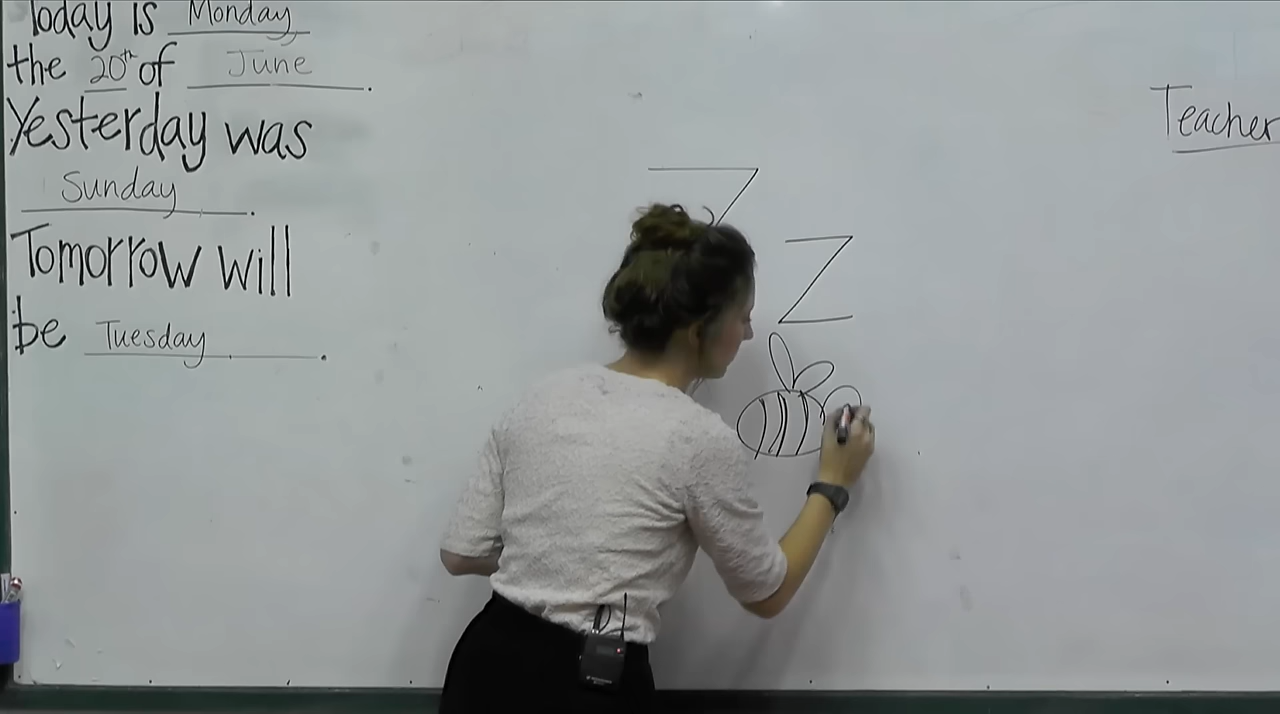 Today is Monday,
the 20th of June.
Yesterday was
Sunday.
Tomorrow will
be Tuesday.
Teacher
Z
Z